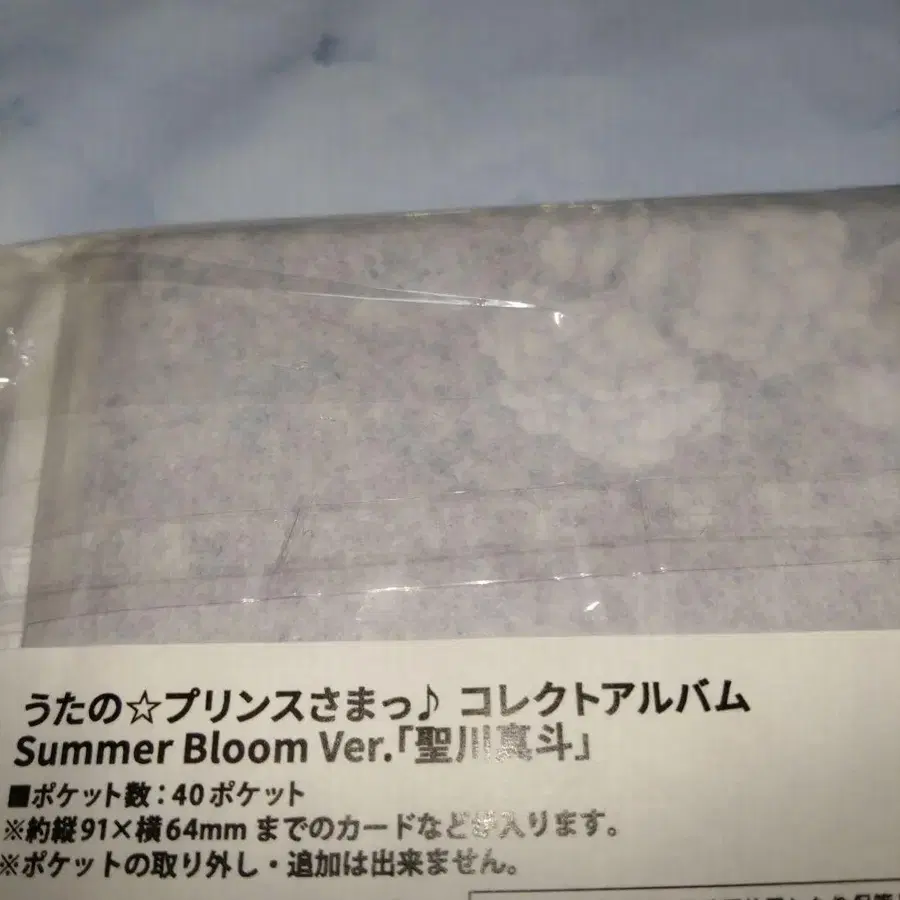 うたの☆プリンスさまっ♪ コレクトアルバム
Summer Bloom Ver.「聖川真斗」
■ポケット数：40ポケット
※約縦91×横64mmまでのカードなどが入ります。
※ポケットの取り外し・追加は出来ません。